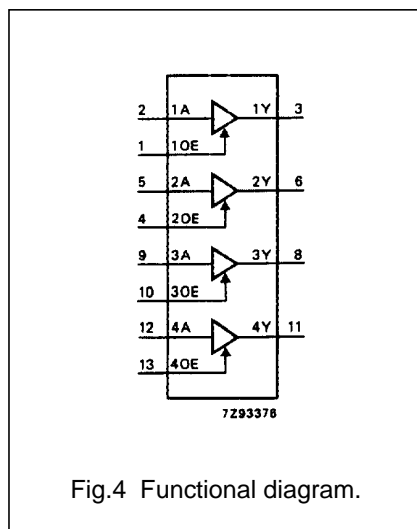 2 1A 1Y 3
1 1OE
5 2A 2Y 6
4 2OE
9 3A 3Y 8
10 3OE
12 4A 4Y 11
13 4OE
7Z93376
Fig.4 Functional diagram.